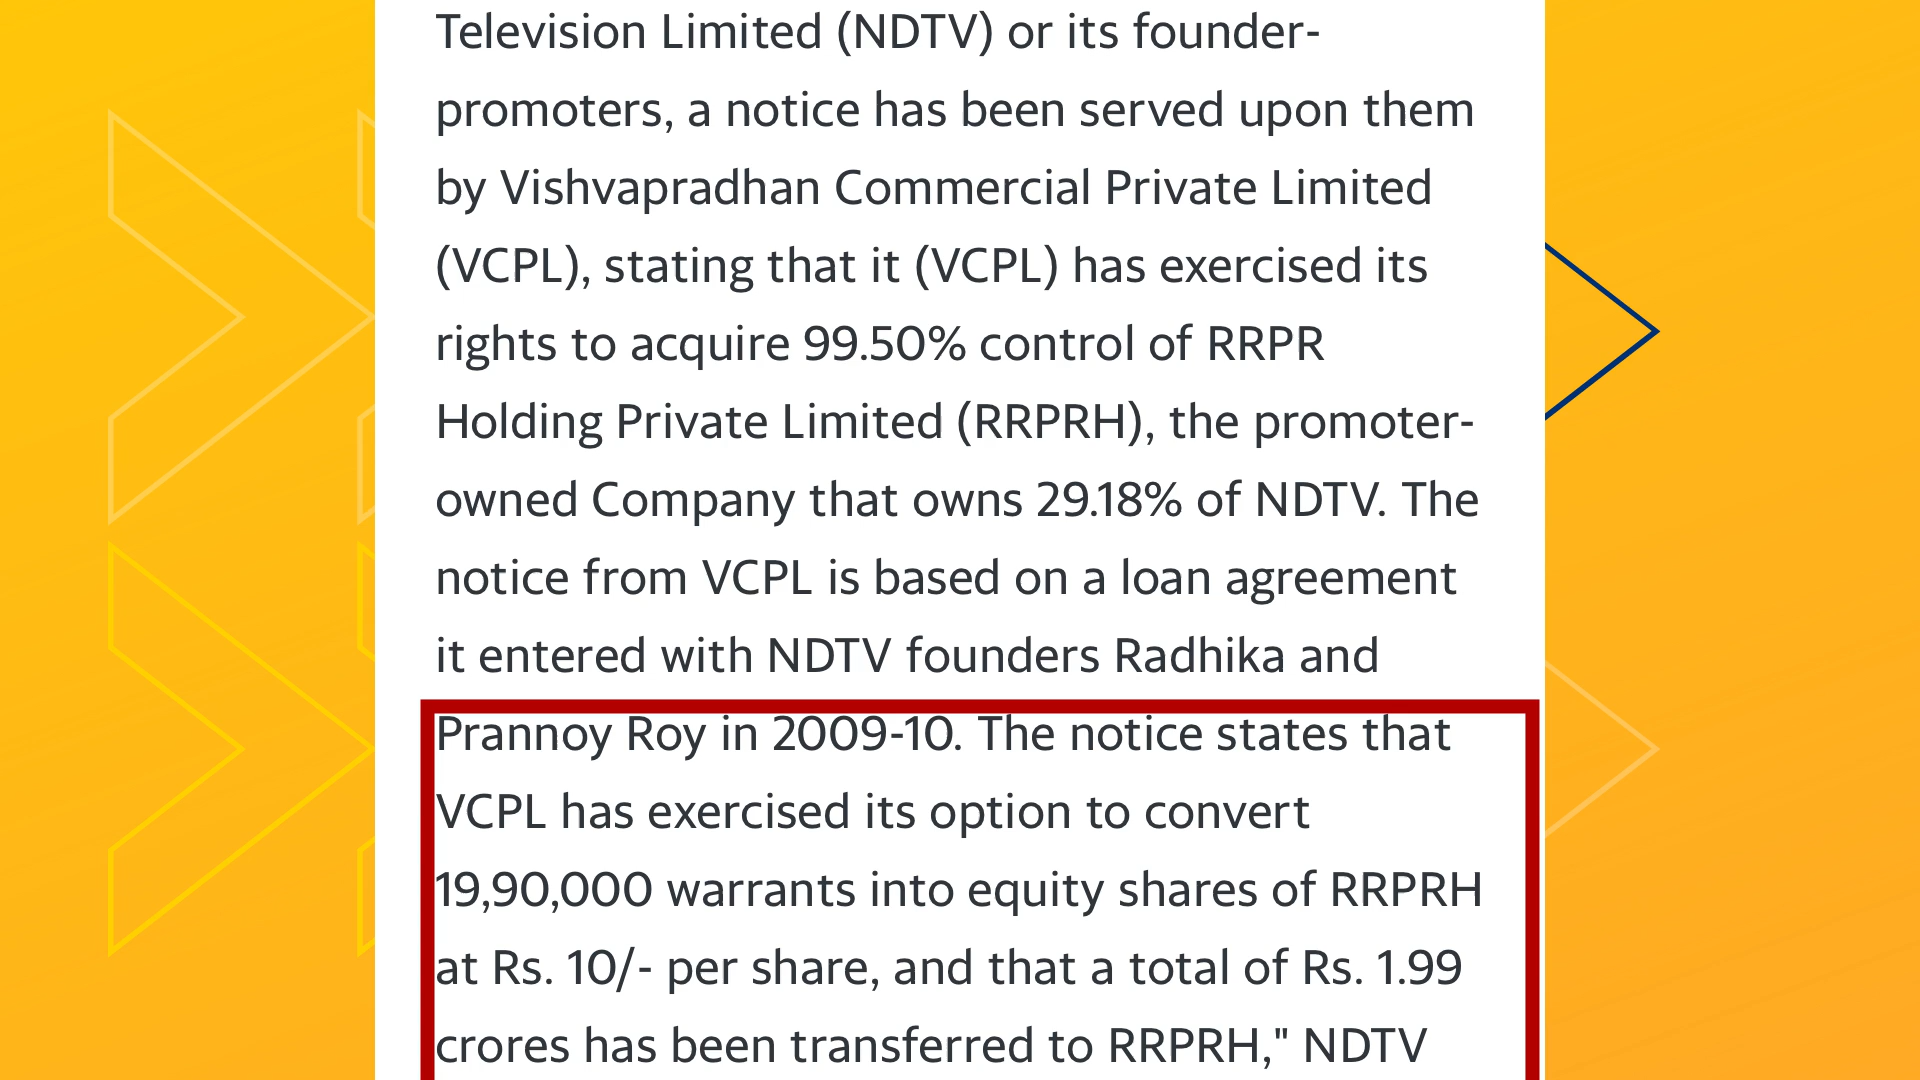 Television Limited (NDTV) or its founder-
promoters, a notice has been served upon them
by Vishvapradhan Commercial Private Limited
(VCPL), stating that it (VCPL) has exercised its
rights to acquire 99.50% control of RRPR
Holding Private Limited (RRPRH), the promoter-
owned Company that owns 29.18% of NDTV. The
notice from VCPL is based on a loan agreement
it entered with NDTV founders Radhika and
Prannoy Roy in 2009-10. The notice states that
VCPL has exercised its option to convert
19,90,000 warrants into equity shares of RRPRH
at Rs. 10/- per share, and that a total of Rs. 1.99
crores has been transferred to RRPRH," NDTV